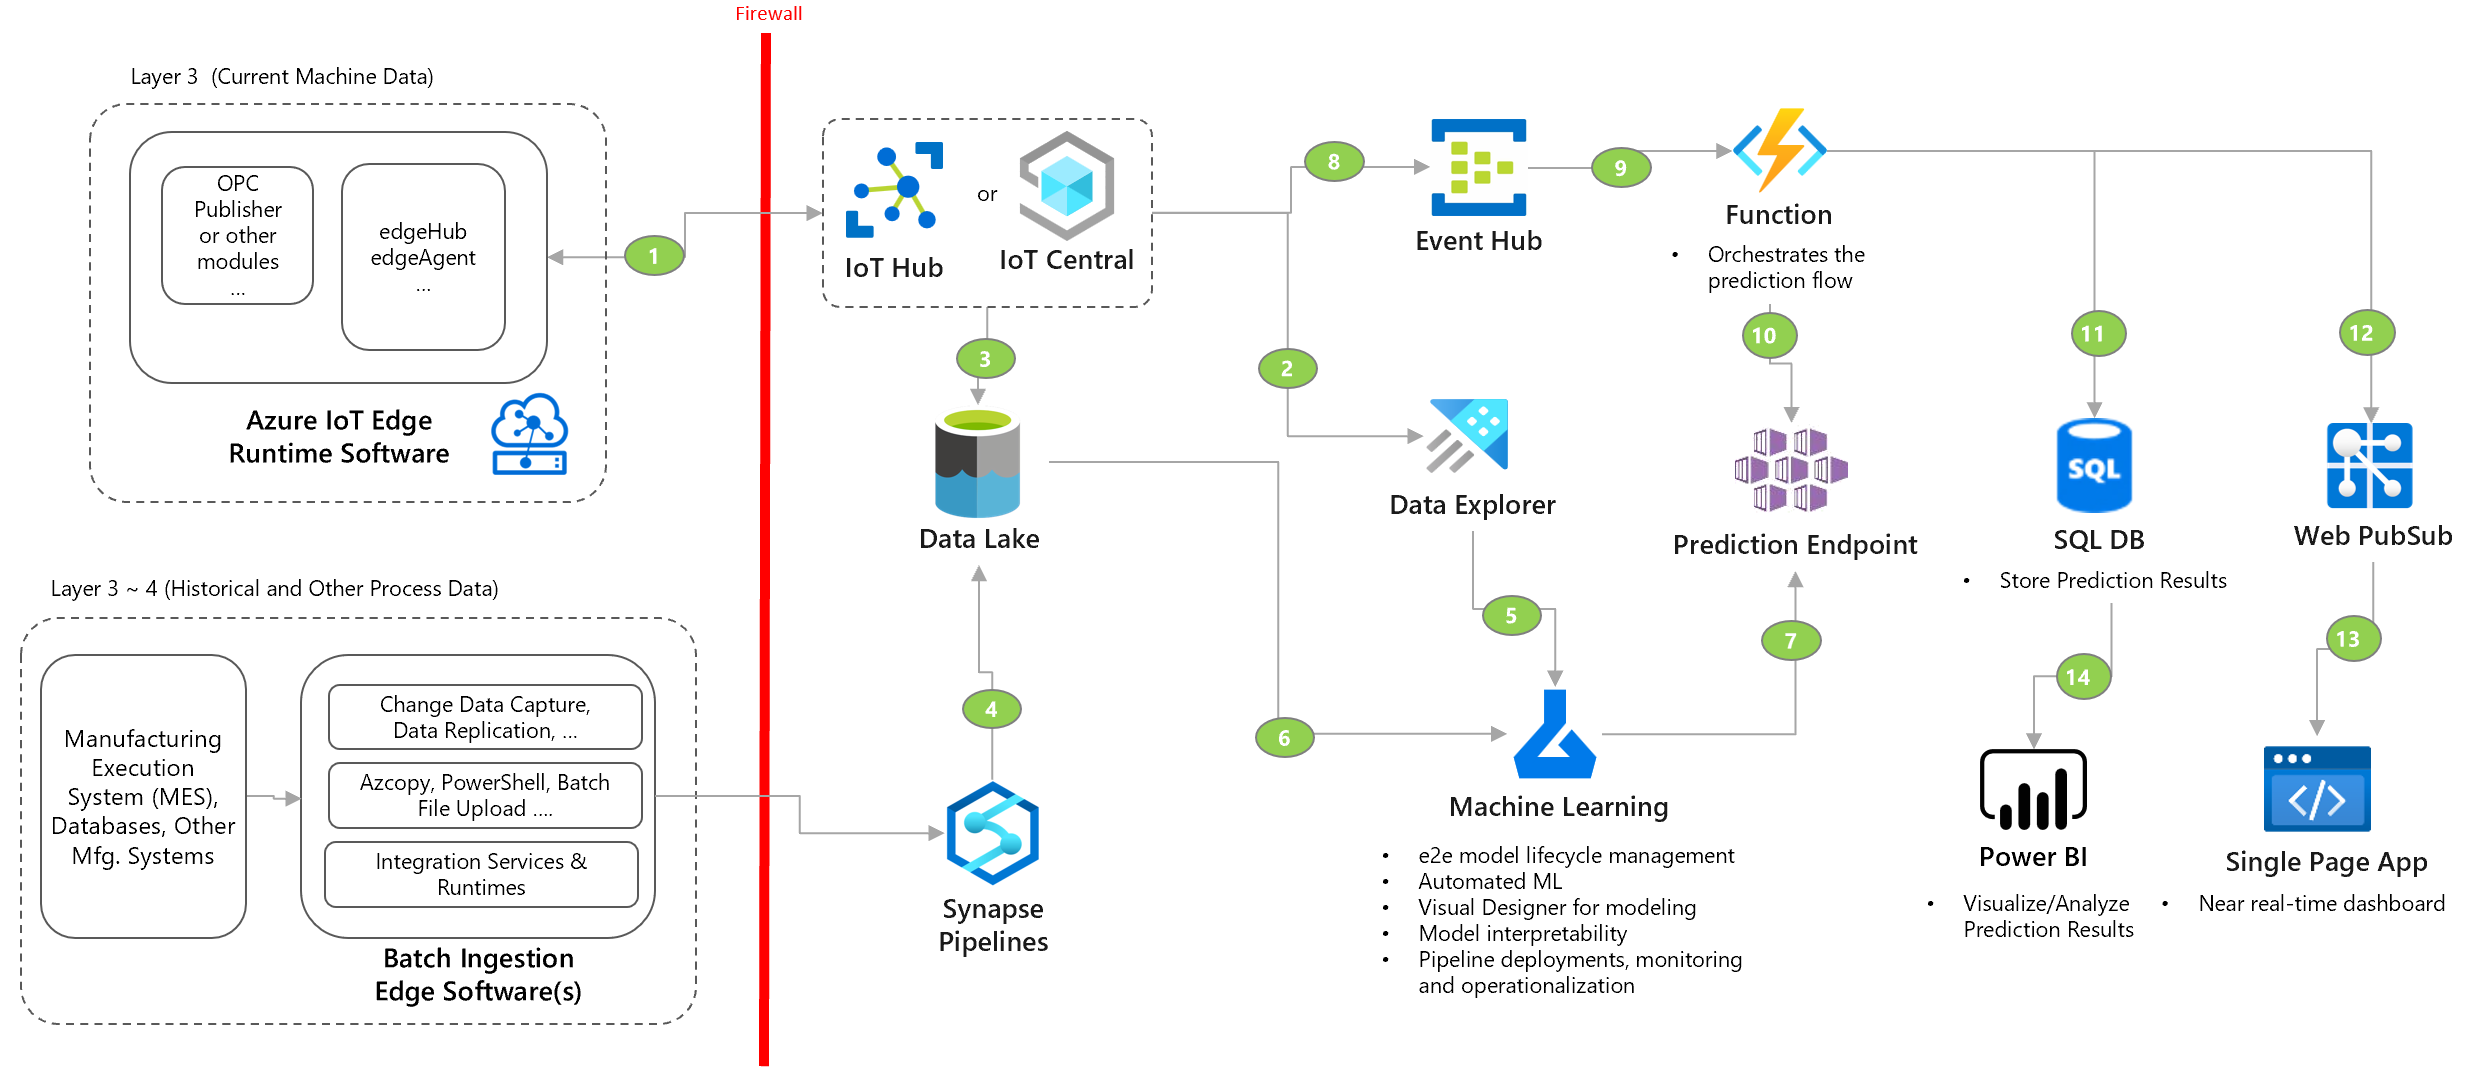 Firewall
Layer 3  (Current Machine Data)
OPC
Publisher
or other
modules
...
edgeHub
edgeAgent
...
Azure IoT Edge
Runtime Software
1
IoT Hub
or
IoT Central
8
Event Hub
9
Function
• Orchestrates the
prediction flow
3
2
10
11
12
Data Lake
Data Explorer
Prediction Endpoint
SQL DB
• Store Prediction Results
Web PubSub
Layer 3 ~ 4 (Historical and Other Process Data)
Manufacturing
Execution
System (MES),
Databases, Other
Mfg. Systems
Change Data Capture,
Data Replication, ...
Azcopy, PowerShell, Batch
File Upload ....
Integration Services &
Runtimes
Batch Ingestion
Edge Software(s)
4
Synapse
Pipelines
5
6
7
Machine Learning
• e2e model lifecycle management
• Automated ML
• Visual Designer for modeling
• Model interpretability
• Pipeline deployments, monitoring
and operationalization
14
13
Power BI
• Visualize/Analyze
Prediction Results
Single Page App
• Near real-time dashboard
SQL